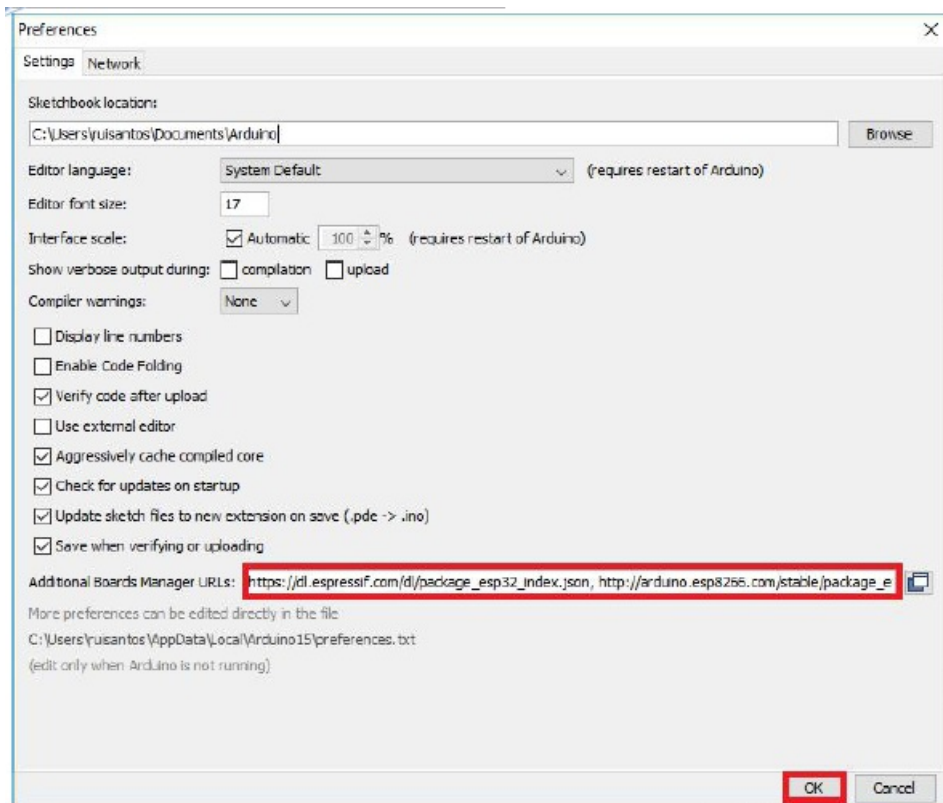 Preferences
Settings Network
Sketchbook location:
C:\Users\ruisantos\Documents\Arduino Browse
Editor language: System Default (requires restart of Arduino)
Editor font size: 17
Interface scale: Automatic 100 % (requires restart of Arduino)
Show verbose output during: compilation upload
Compiler warnings: None
Display line numbers
Enable Code Folding
Verify code after upload
Use external editor
Aggressively cache compiled core
Check for updates on startup
Update sketch files to new extension on save (.pde -> .ino)
Save when verifying or uploading
Additional Boards Manager URLs: https://dl.espressif.com/dl/package_esp32_index.json, http://arduino.esp8266.com/stable/package_e
More preferences can be edited directly in the file
C:\Users\ruisantos\AppData\Local\Arduino15\preferences.txt
(edit only when Arduino is not running)
OK Cancel